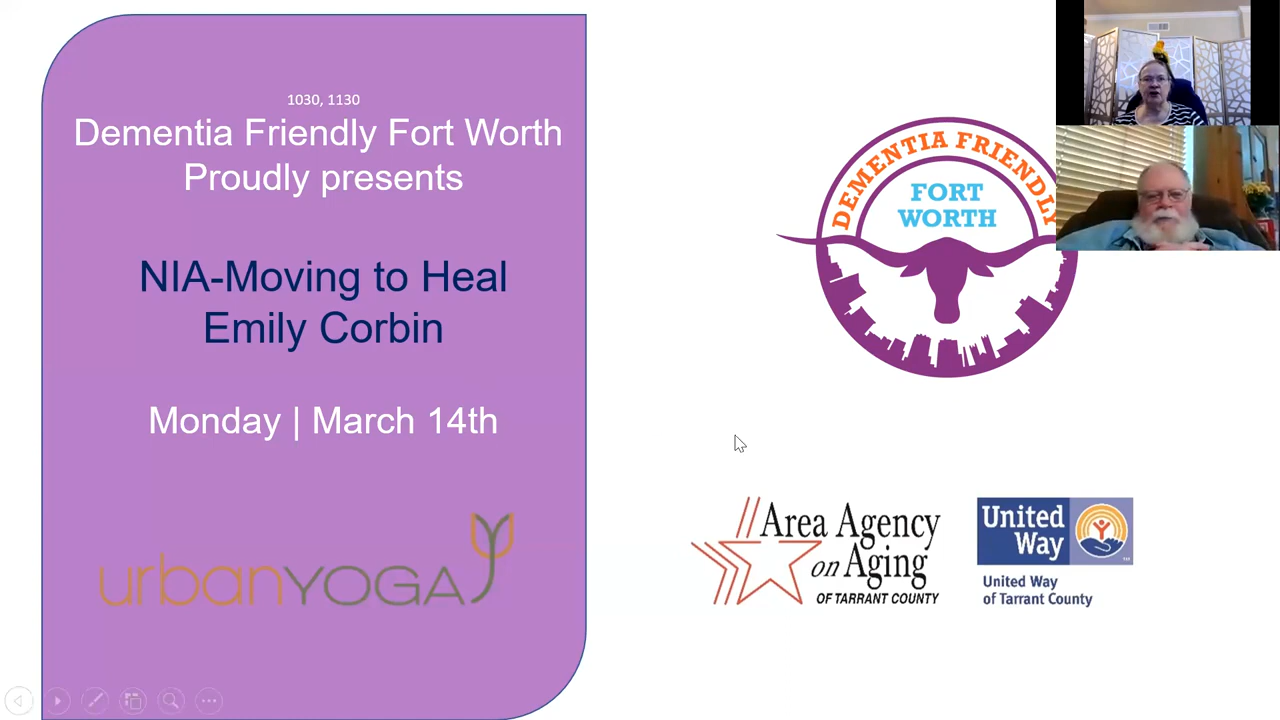 1030, 1130
Dementia Friendly Fort Worth
Proudly presents
NIA-Moving to Heal
Emily Corbin
Monday | March 14th
urbanYOGA
DEMENTIA FRIENDLY
FORT
WORTH
Area Agency
on Aging
OF TARRANT COUNTY
United
Way
United Way
of Tarrant County